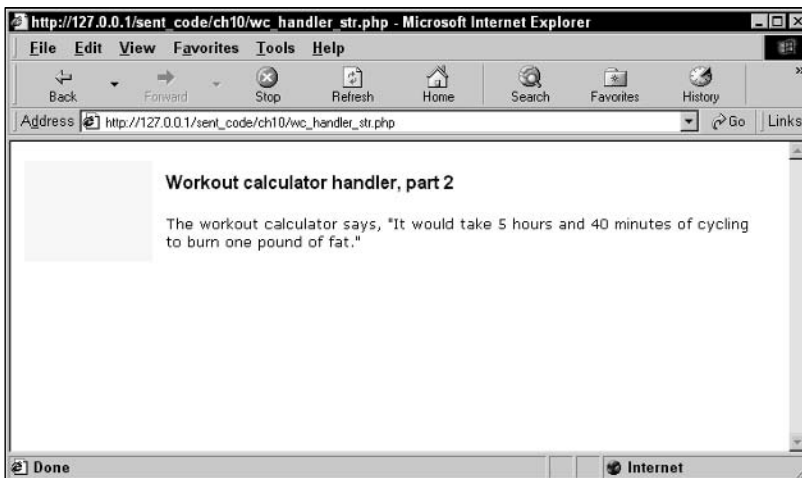 http://127.0.0.1/sent_code/ch10/wc_handler_str.php - Microsoft Internet Explorer
File Edit View Favorites Tools Help
Back Forward Stop Refresh Home Search Favorites History »
Address http://127.0.0.1/sent_code/ch10/wc_handler_str.php Go Links
Workout calculator handler, part 2
The workout calculator says, "It would take 5 hours and 40 minutes of cycling
to burn one pound of fat."
Done Internet